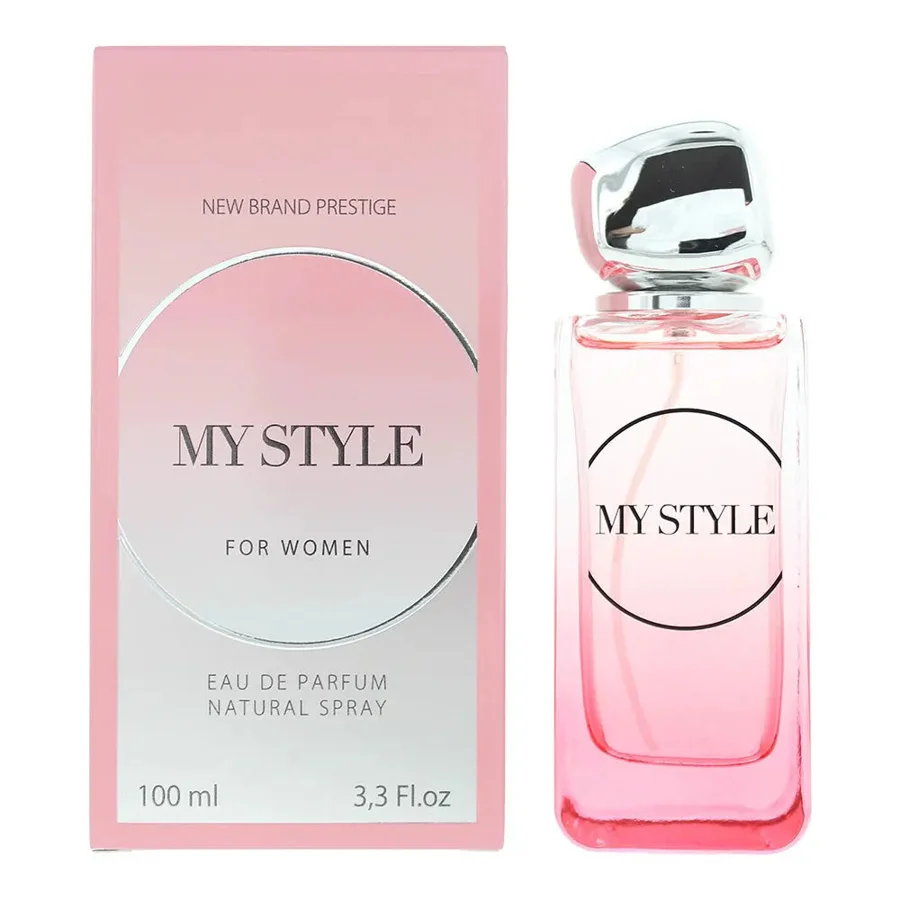 NEW BRAND PRESTIGE
MY STYLE
FOR WOMEN
EAU DE PARFUM
NATURAL SPRAY
100 ml 3,3 Fl.oz
MY STYLE